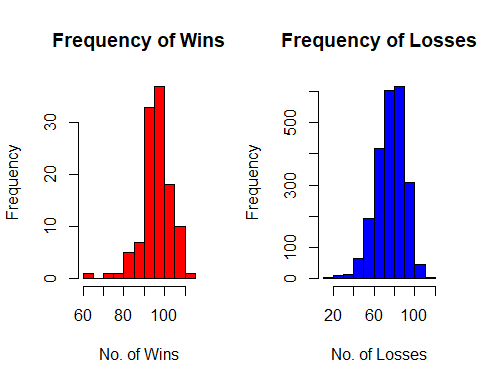 Frequency of Wins
Frequency
0
10
20
30
60
80
100
No. of Wins
Frequency of Losses
Frequency
0
100
300
500
20
60
100
No. of Losses